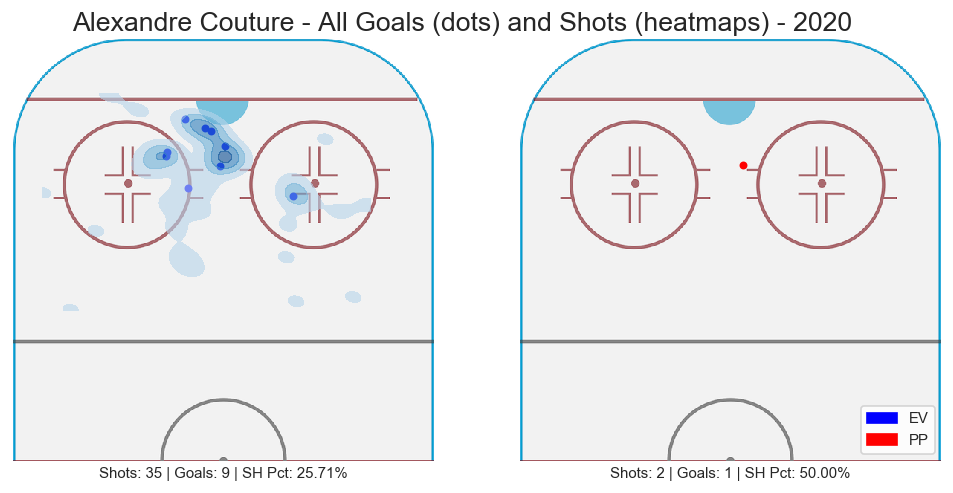 Alexandre Couture - All Goals (dots) and Shots (heatmaps) - 2020
EV
PP
Shots: 35 | Goals: 9 | SH Pct: 25.71%
Shots: 2 | Goals: 1 | SH Pct: 50.00%